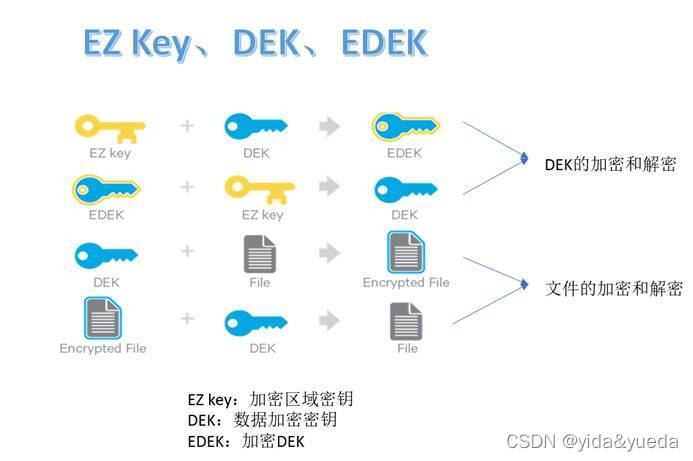 EZ Key、DEK、EDEK
+
EZ key DEK EDEK
DEK的加密和解密
+
EDEK EZ key DEK
+
DEK File Encrypted File
文件的加密和解密
+
Encrypted File DEK File
EZ key：加密区域密钥
DEK：数据加密密钥
EDEK：加密DEK
CSDN @yida&yueda